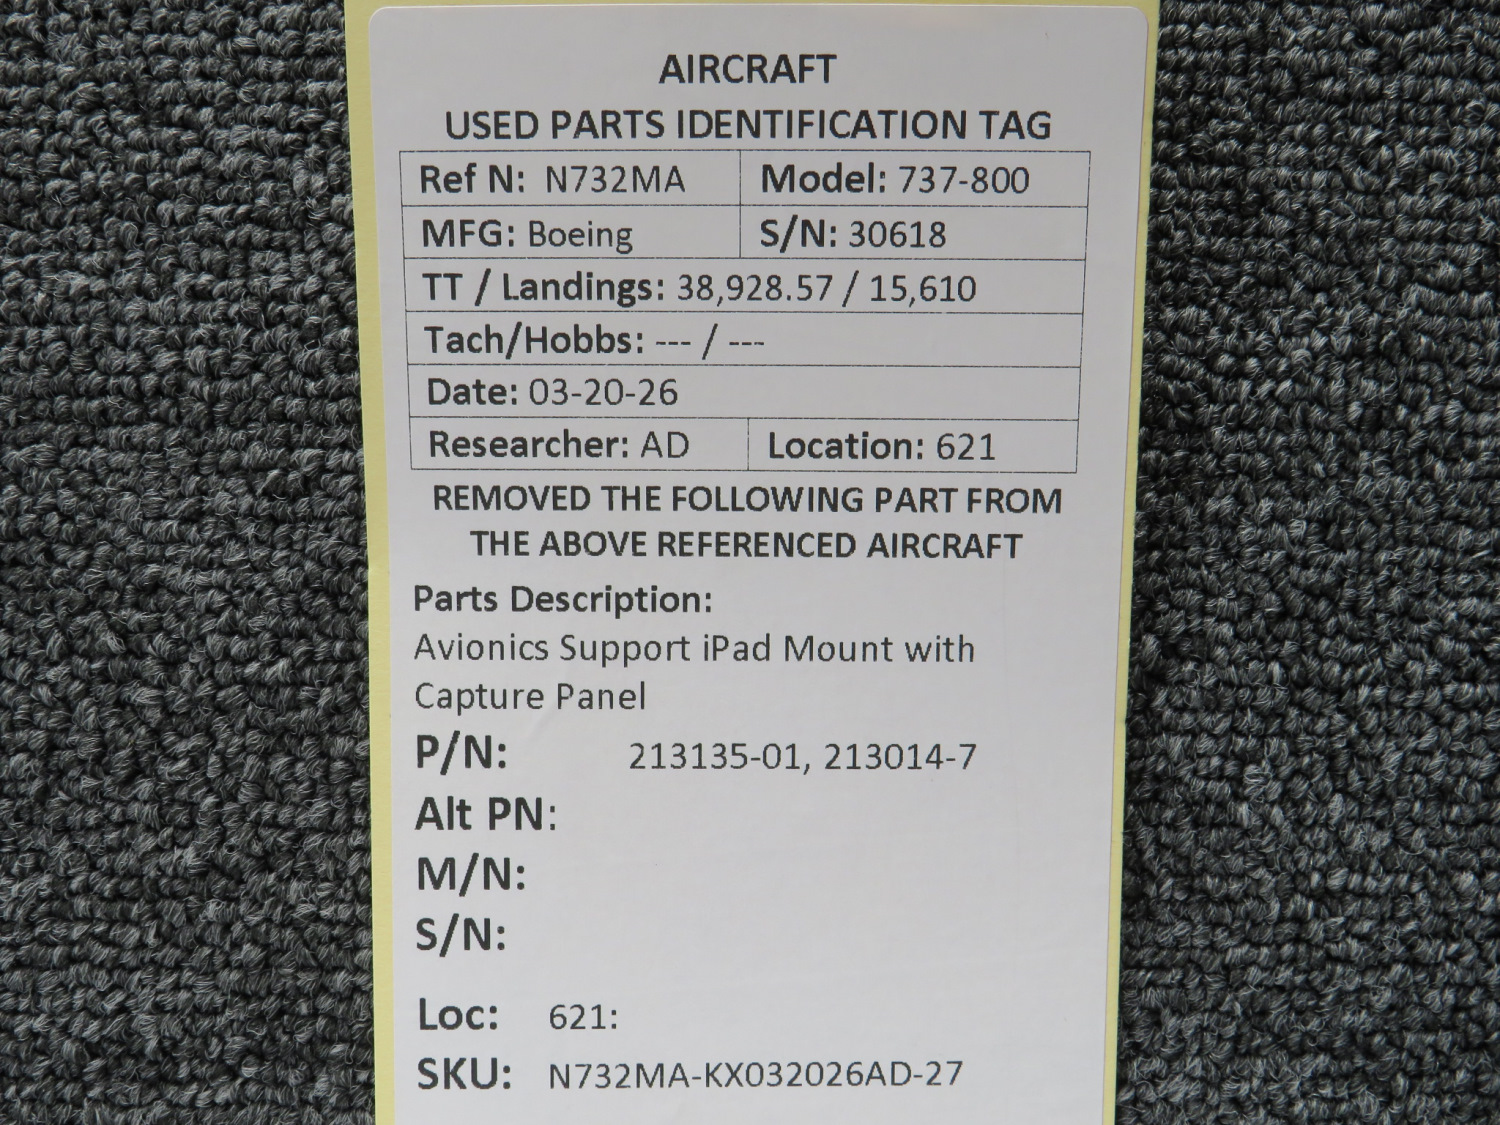 AIRCRAFT
USED PARTS IDENTIFICATION TAG
Ref N: N732MA Model: 737-800
MFG: Boeing S/N: 30618
TT / Landings: 38,928.57 / 15,610
Tach/Hobbs: --- / ---
Date: 03-20-26
Researcher: AD Location: 621
REMOVED THE FOLLOWING PART FROM
THE ABOVE REFERENCED AIRCRAFT
Parts Description:
Avionics Support iPad Mount with
Capture Panel
P/N: 213135-01, 213014-7
Alt PN:
M/N:
S/N:
Loc: 621:
SKU: N732MA-KX032026AD-27